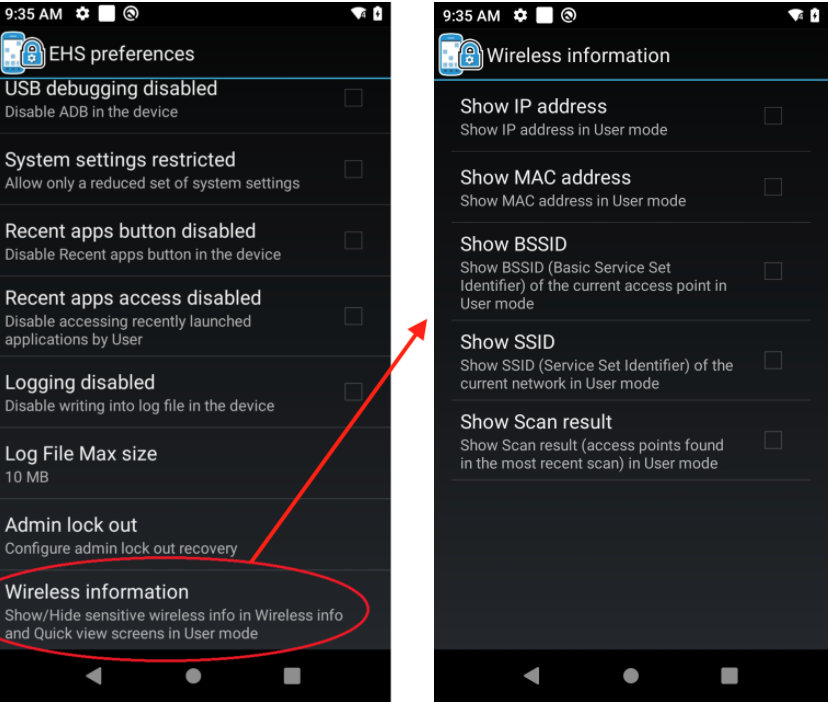 9:35 AM
EHS preferences
USB debugging disabled
Disable ADB in the device
System settings restricted
Allow only a reduced set of system settings
Recent apps button disabled
Disable Recent apps button in the device
Recent apps access disabled
Disable accessing recently launched
applications by User
Logging disabled
Disable writing into log file in the device
Log File Max size
10 MB
Admin lock out
Configure admin lock out recovery
Wireless information
Show/Hide sensitive wireless info in Wireless info
and Quick view screens in User mode
9:35 AM
Wireless information
Show IP address
Show IP address in User mode
Show MAC address
Show MAC address in User mode
Show BSSID
Show BSSID (Basic Service Set
Identifier) of the current access point in
User mode
Show SSID
Show SSID (Service Set Identifier) of the
current network in User mode
Show Scan result
Show Scan result (access points found
in the most recent scan) in User mode